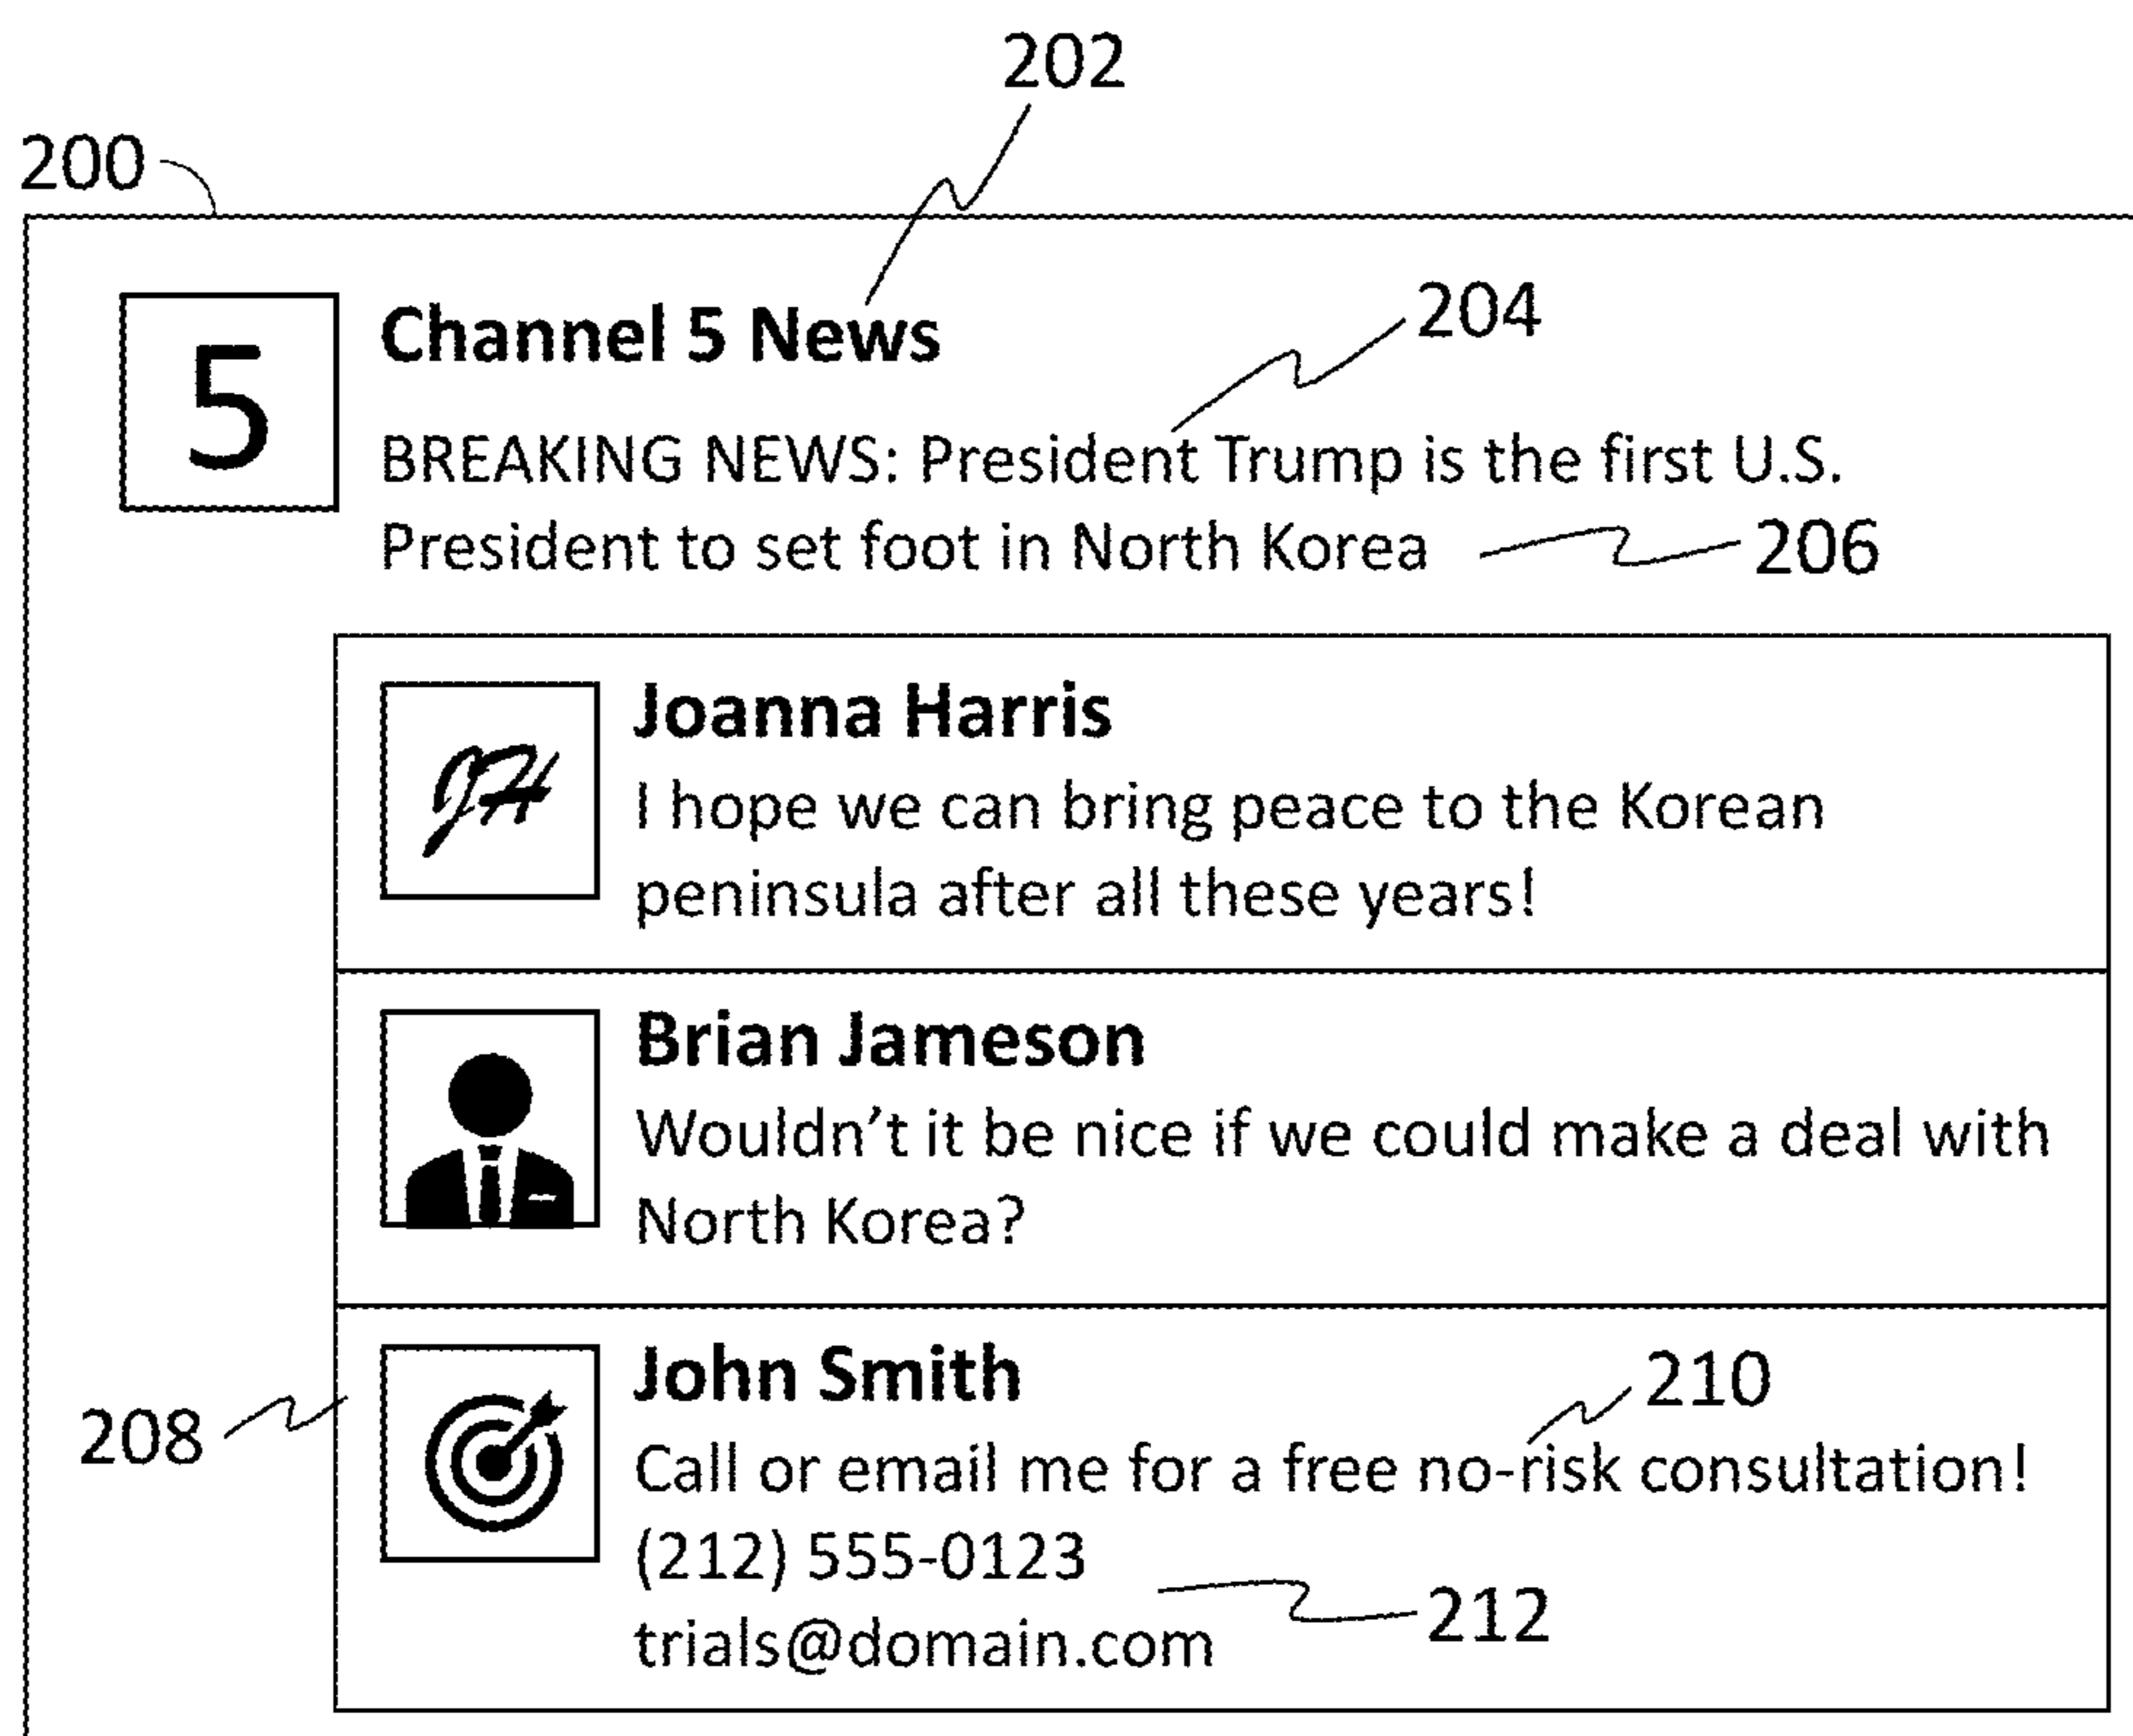 202
200
5
Channel 5 News
204
BREAKING NEWS: President Trump is the first U.S.
President to set foot in North Korea
206
JH
Joanna Harris
I hope we can bring peace to the Korean
peninsula after all these years!
Brian Jameson
Wouldn't it be nice if we could make a deal with
North Korea?
208
John Smith
210
Call or email me for a free no-risk consultation!
(212) 555-0123
212
trials@domain.com